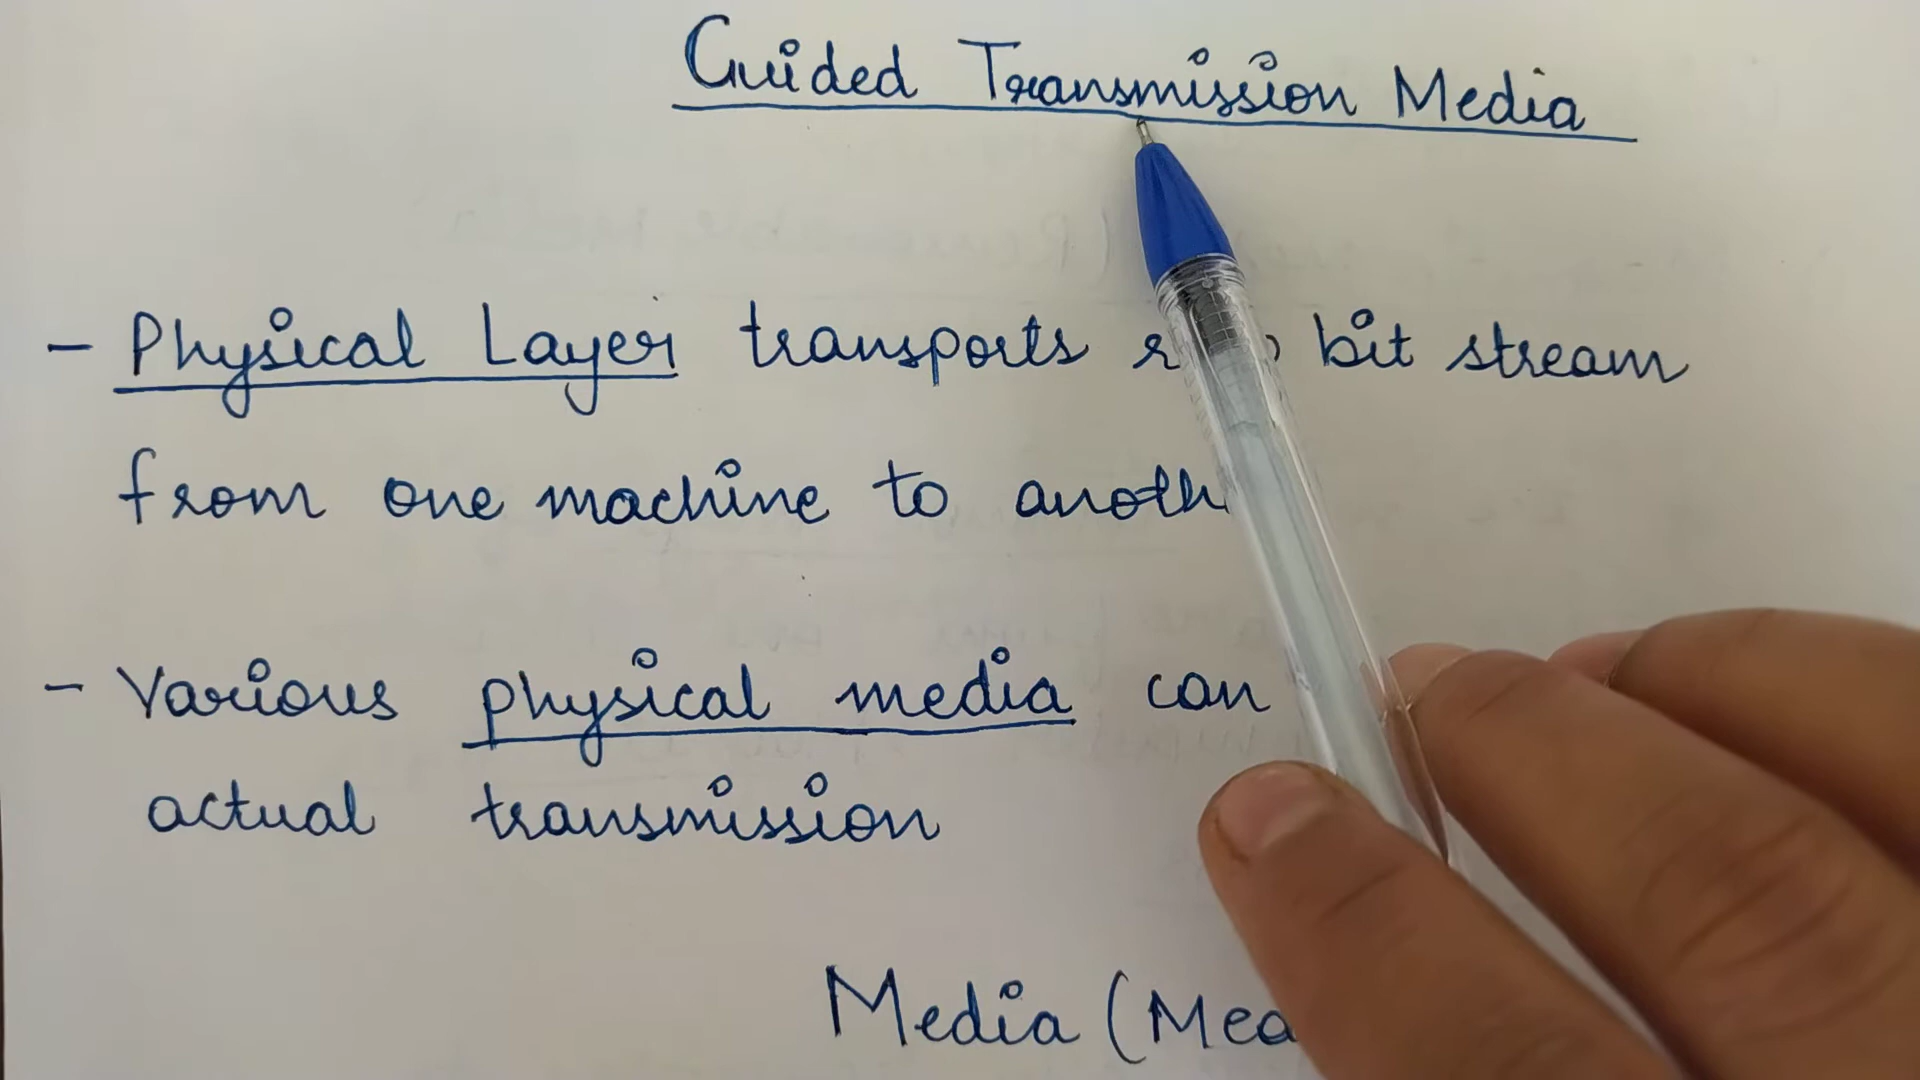 Guided Transmission Media
- Physical Layer transports bit stream
from one machine to
- Various physical media can
actual transmission
Media (